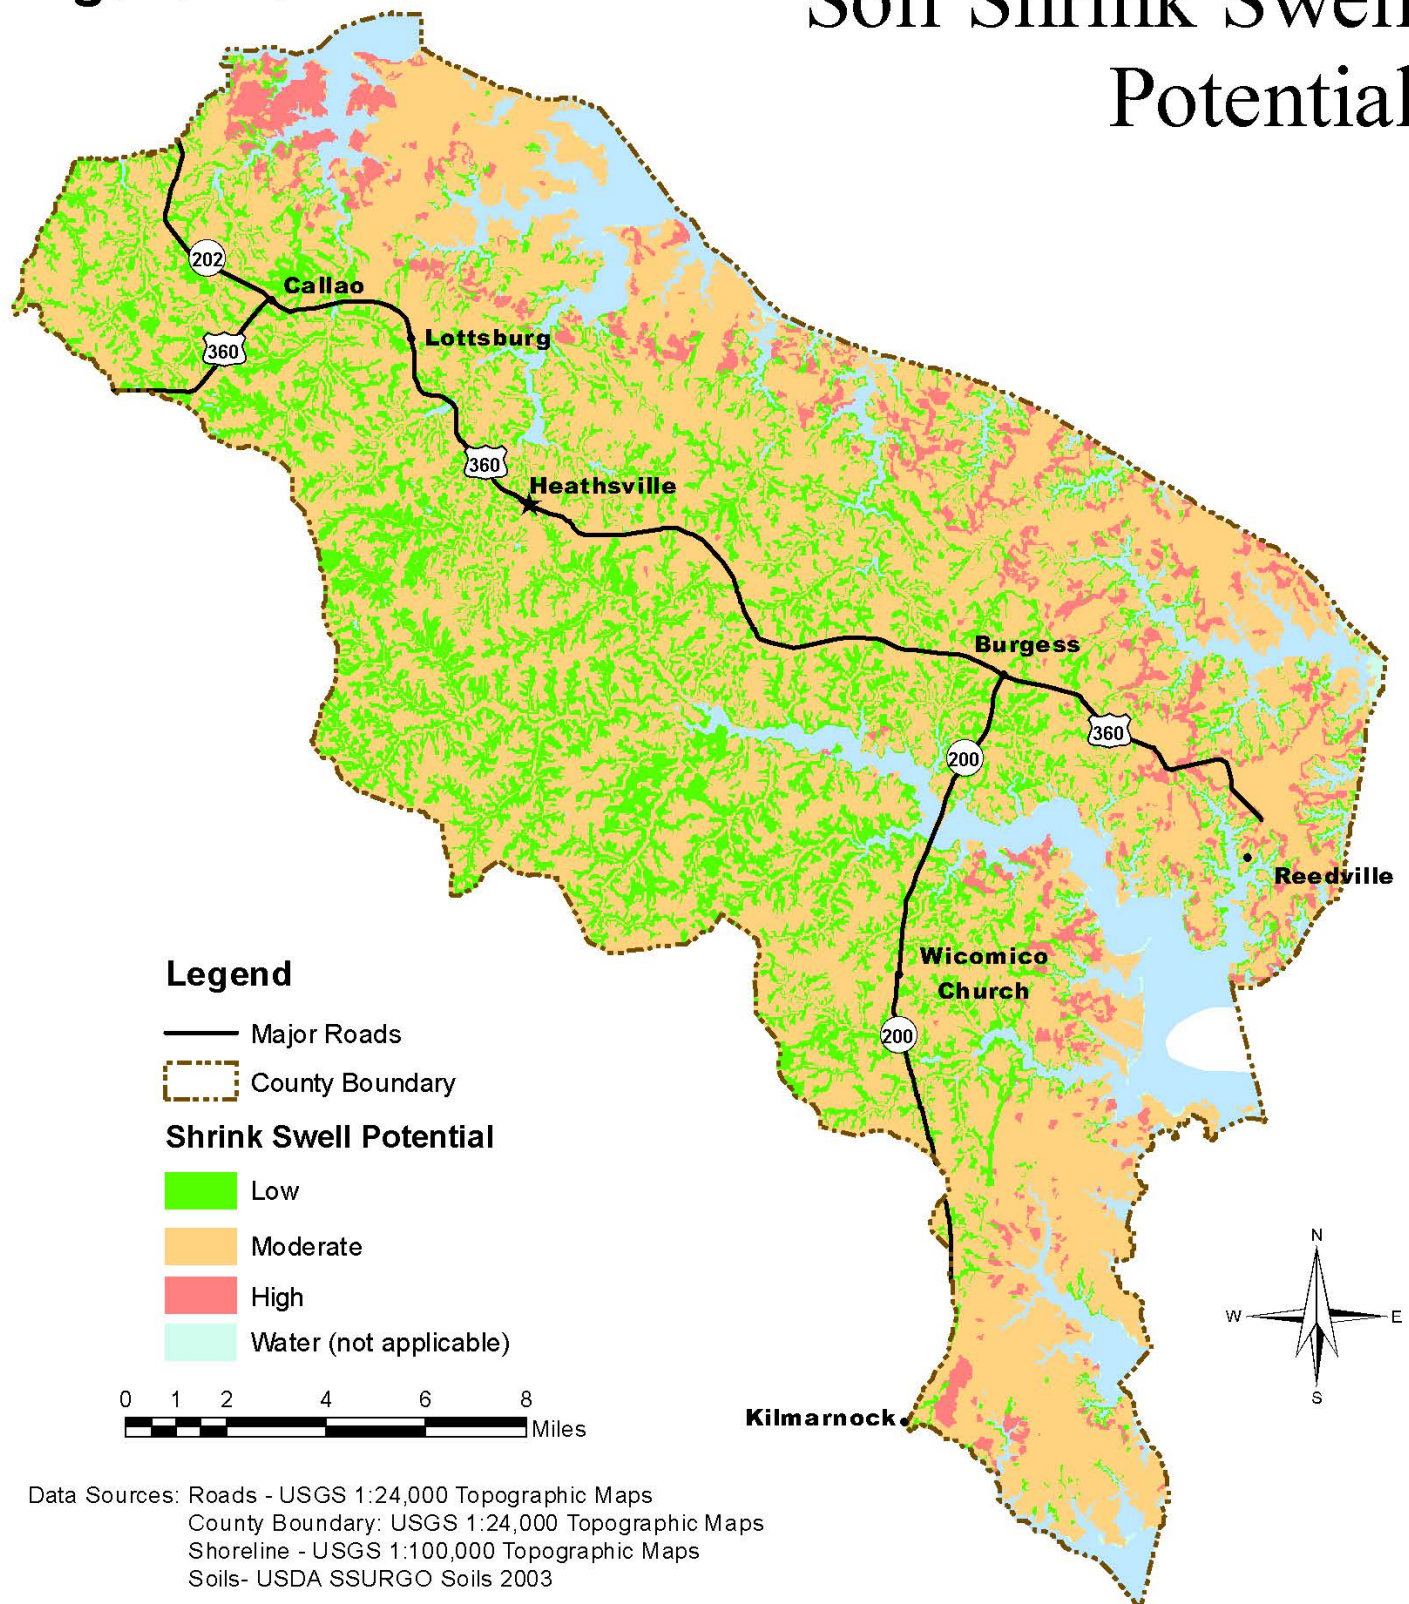 Soil Shrink Swell
Potential
202
Callao
360
Lottsburg
360
Heathsville
Burgess
360
200
Reedville
Wicomico
Church
200
Legend
Major Roads
County Boundary
Shrink Swell Potential
Low
Moderate
High
Water (not applicable)
0 1 2 4 6 8
Miles
N
W E
S
Kilmarnock
Data Sources: Roads - USGS 1:24,000 Topographic Maps
County Boundary: USGS 1:24,000 Topographic Maps
Shoreline - USGS 1:100,000 Topographic Maps
Soils- USDA SSURGO Soils 2003